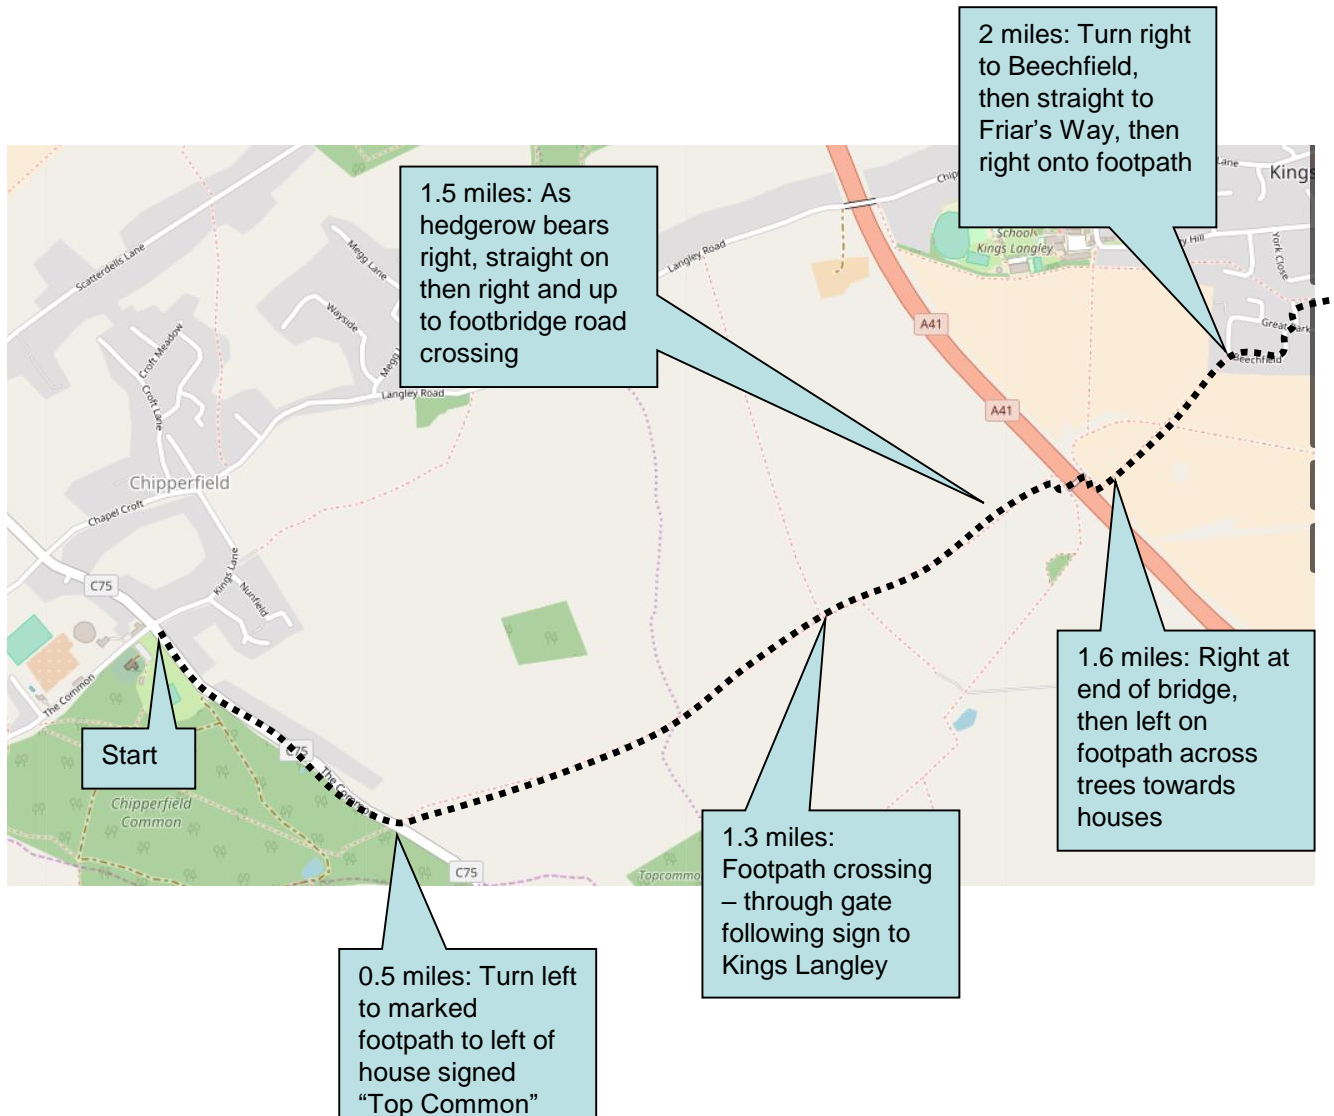 2 miles: Turn right
to Beechfield,
then straight to
Friar's Way, then
right onto footpath
1.5 miles: As
hedgerow bears
right, straight on
then right and up
to footbridge road
crossing
Lane
Kings
School
Kings Langley
Hill
York Close
Langley Road
Megg Lane
Scatterdells Lane
Wayside
Croft Meadow
Croft Lane
Langley Road
A41
A41
Beechfield
Chipperfield
Chapel Croft
Kings Lane
Nunfield
C75
The Common
Start
C75
The Common
Chipperfield
Common
C75
1.6 miles: Right at
end of bridge,
then left on
footpath across
trees towards
houses
1.3 miles:
Footpath crossing
– through gate
following sign to
Kings Langley
0.5 miles: Turn left
to marked
footpath to left of
house signed
“Top Common”